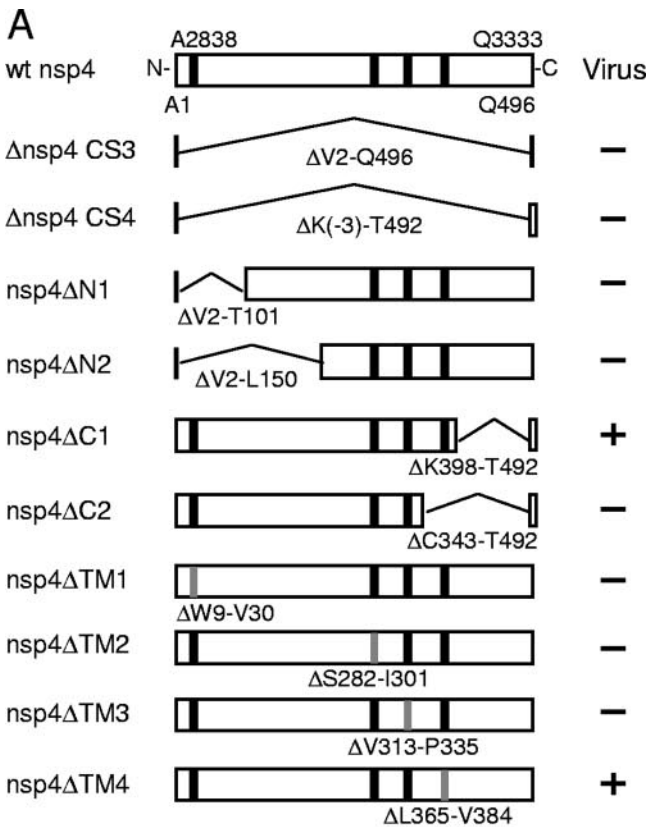 A
A2838 Q3333
wt nsp4 N- -C Virus
A1 Q496
Δnsp4 CS3 ΔV2-Q496 −
Δnsp4 CS4 ΔK(-3)-T492 −
nsp4ΔN1 −
ΔV2-T101
nsp4ΔN2 ΔV2-L150 −
nsp4ΔC1 +
ΔK398-T492
nsp4ΔC2 −
ΔC343-T492
nsp4ΔTM1 −
ΔW9-V30
nsp4ΔTM2 −
ΔS282-I301
nsp4ΔTM3 −
ΔV313-P335
nsp4ΔTM4 +
ΔL365-V384